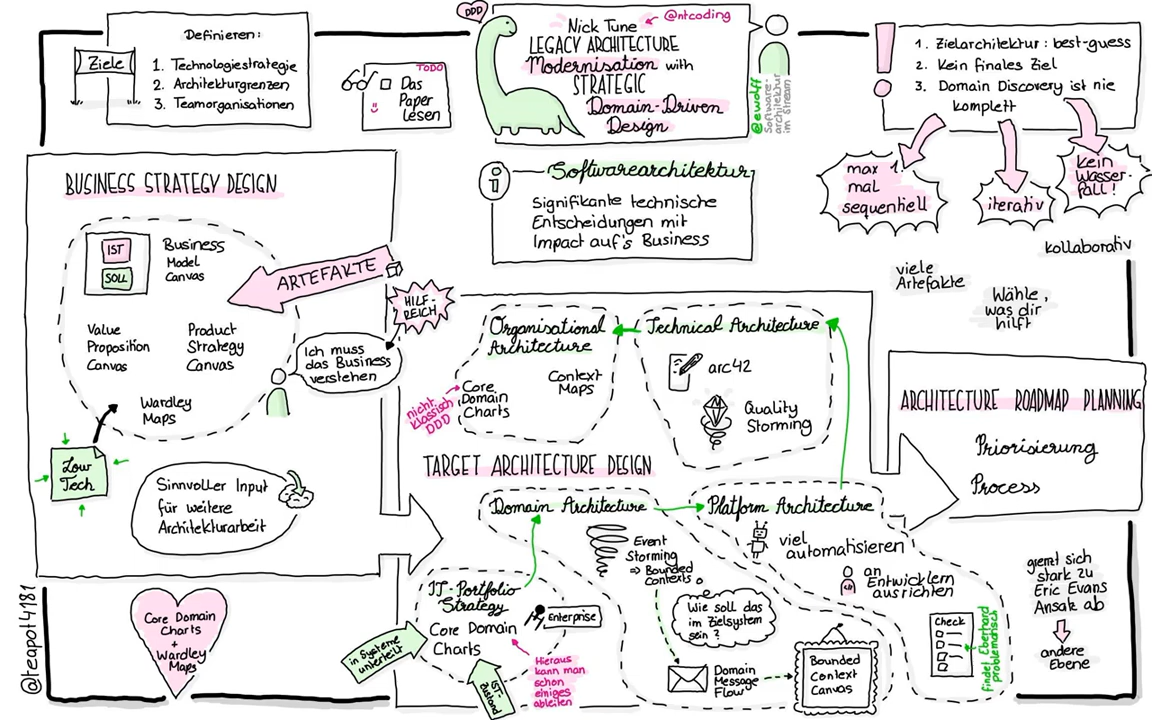 Ziele
Definieren:
1. Technologiestrategie
2. Architekturgrenzen
3. Teamorganisationen
TODO
Das
Paper
lesen
DDD
Nick Tune
@ntcoding
LEGACY ARCHITECTURE
Modernisation with
STRATEGIC
Domain-Driven
Design
@ewolff
Software-
architektur
im Stream
1. Zielarchitektur: best-guess
2. Kein finales Ziel
3. Domain Discovery ist nie
komplett
max 1.
mal
sequentiell
iterativ
kein
Wasser-
fall!
kollaborativ
viele
Artefakte
Wähle,
was dir
hilft
Softwarearchitektur
Signifikante technische
Entscheidungen mit
Impact auf's Business
BUSINESS STRATEGY DESIGN
IST
SOLL
Business
Model
Canvas
ARTEFAKTE
HILF-
REICH
Value
Proposition
Canvas
Product
Strategy
Canvas
Ich muss
das Business
verstehen
Wardley
Maps
Low
Tech
Sinnvoller Input
für weitere
Architekturarbeit
Core Domain
Charts
+
Wardley
Maps
@teapot4181
Organisational
Architecture
Core
Domain
Charts
Context
Maps
nicht
klassisch
DDD
Technical Architecture
arc42
Quality
Storming
TARGET ARCHITECTURE DESIGN
Domain Architecture
Event
Storming
⇒ Bounded
Contexts
Wie soll das
im Zielsystem
sein?
Domain
Message
Flow
Bounded
Context
Canvas
Platform Architecture
viel
automatisieren
an
Entwicklern
ausrichten
Check
findet Eberhard
problematisch
IT-Portfolio
Strategy
Core Domain
Charts
Enterprise
in Systeme
unterteilt
IST-
Zustand
Hieraus
kann man
schon
einiges
ableiten
ARCHITECTURE ROADMAP PLANNING
Priorisierung
Process
grenzt sich
stark zu
Eric Evans
Ansatz ab
andere
Ebene